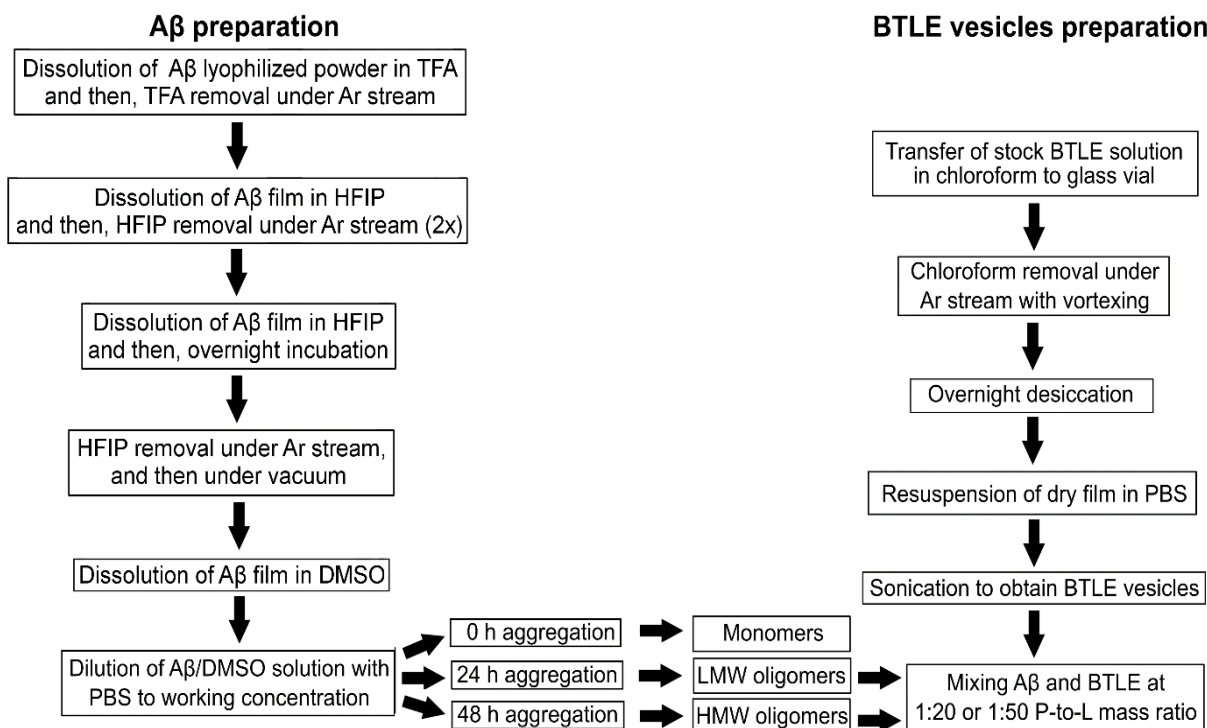 Aβ preparation
Dissolution of Aβ lyophilized powder in TFA
and then, TFA removal under Ar stream
Dissolution of Aβ film in HFIP
and then, HFIP removal under Ar stream (2x)
Dissolution of Aβ film in HFIP
and then, overnight incubation
HFIP removal under Ar stream,
and then under vacuum
Dissolution of Aβ film in DMSO
Dilution of Aβ/DMSO solution with
PBS to working concentration
0 h aggregation
Monomers
24 h aggregation
LMW oligomers
48 h aggregation
HMW oligomers
BTLE vesicles preparation
Transfer of stock BTLE solution
in chloroform to glass vial
Chloroform removal under
Ar stream with vortexing
Overnight desiccation
Resuspension of dry film in PBS
Sonication to obtain BTLE vesicles
Mixing Aβ and BTLE at
1:20 or 1:50 P-to-L mass ratio